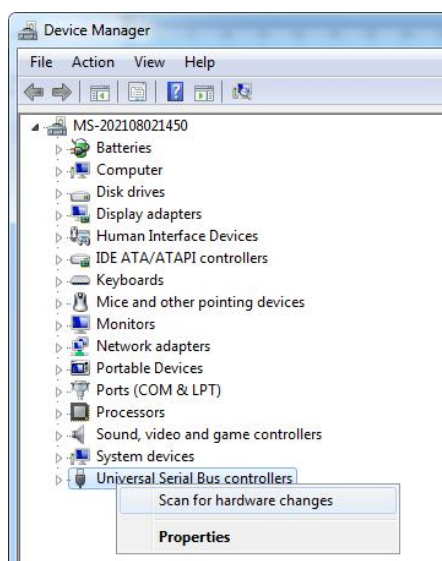 Device Manager
File Action View Help
MS-202108021450
Batteries
Computer
Disk drives
Display adapters
Human Interface Devices
IDE ATA/ATAPI controllers
Keyboards
Mice and other pointing devices
Monitors
Network adapters
Portable Devices
Ports (COM & LPT)
Processors
Sound, video and game controllers
System devices
Universal Serial Bus controllers
Scan for hardware changes
Properties